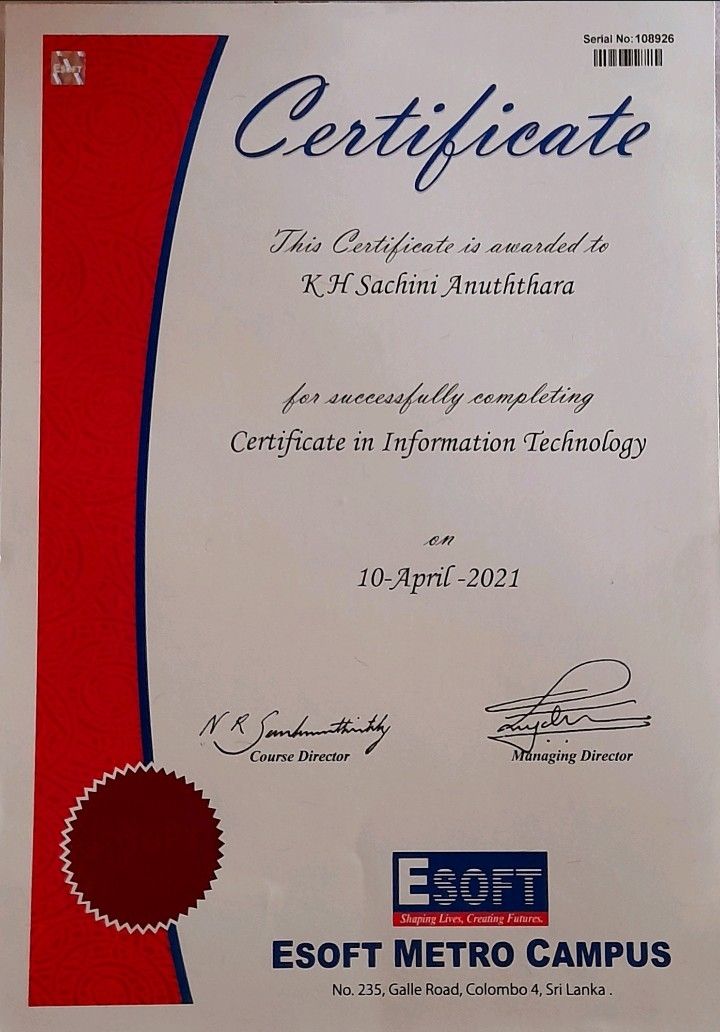 Serial No: 108926
ESOFT
Certificate
This Certificate is awarded to
K H Sachini Anuththara
for successfully completing
Certificate in Information Technology
on
10-April -2021
N R
Course Director
Managing Director
ESOFT
Shaping Lives, Creating Futures.
ESOFT METRO CAMPUS
No. 235, Galle Road, Colombo 4, Sri Lanka .